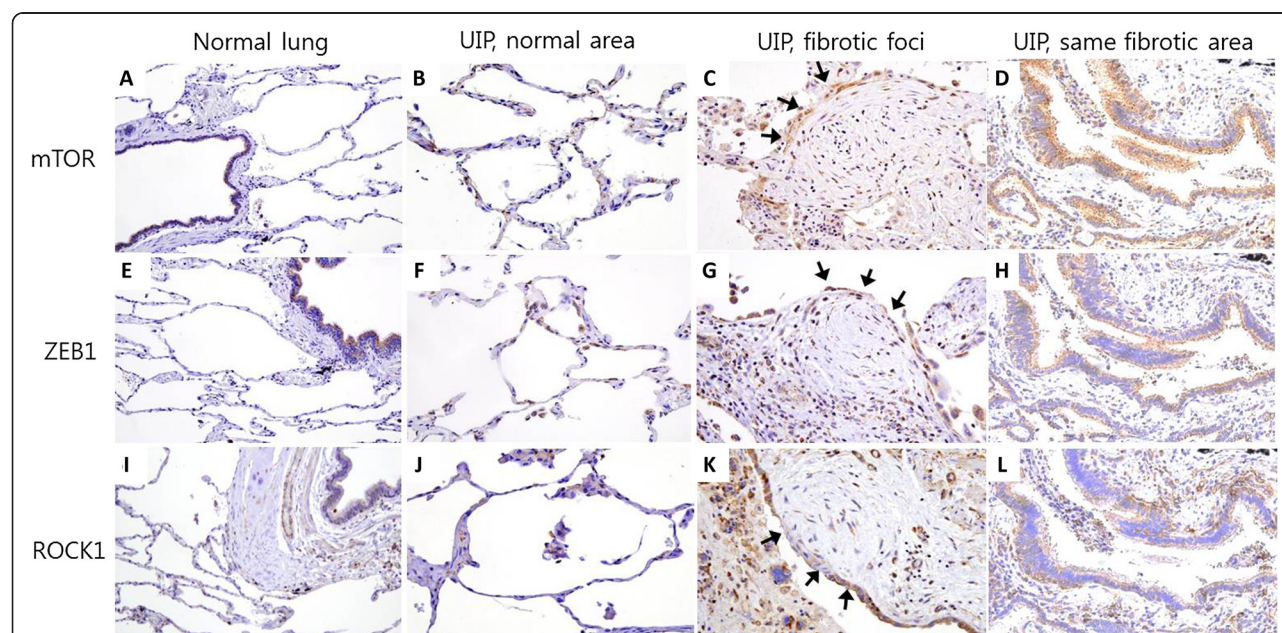 Normal lung
UIP, normal area
UIP, fibrotic foci
UIP, same fibrotic area
mTOR
A
B
C
D
ZEB1
E
F
G
H
ROCK1
I
J
K
L